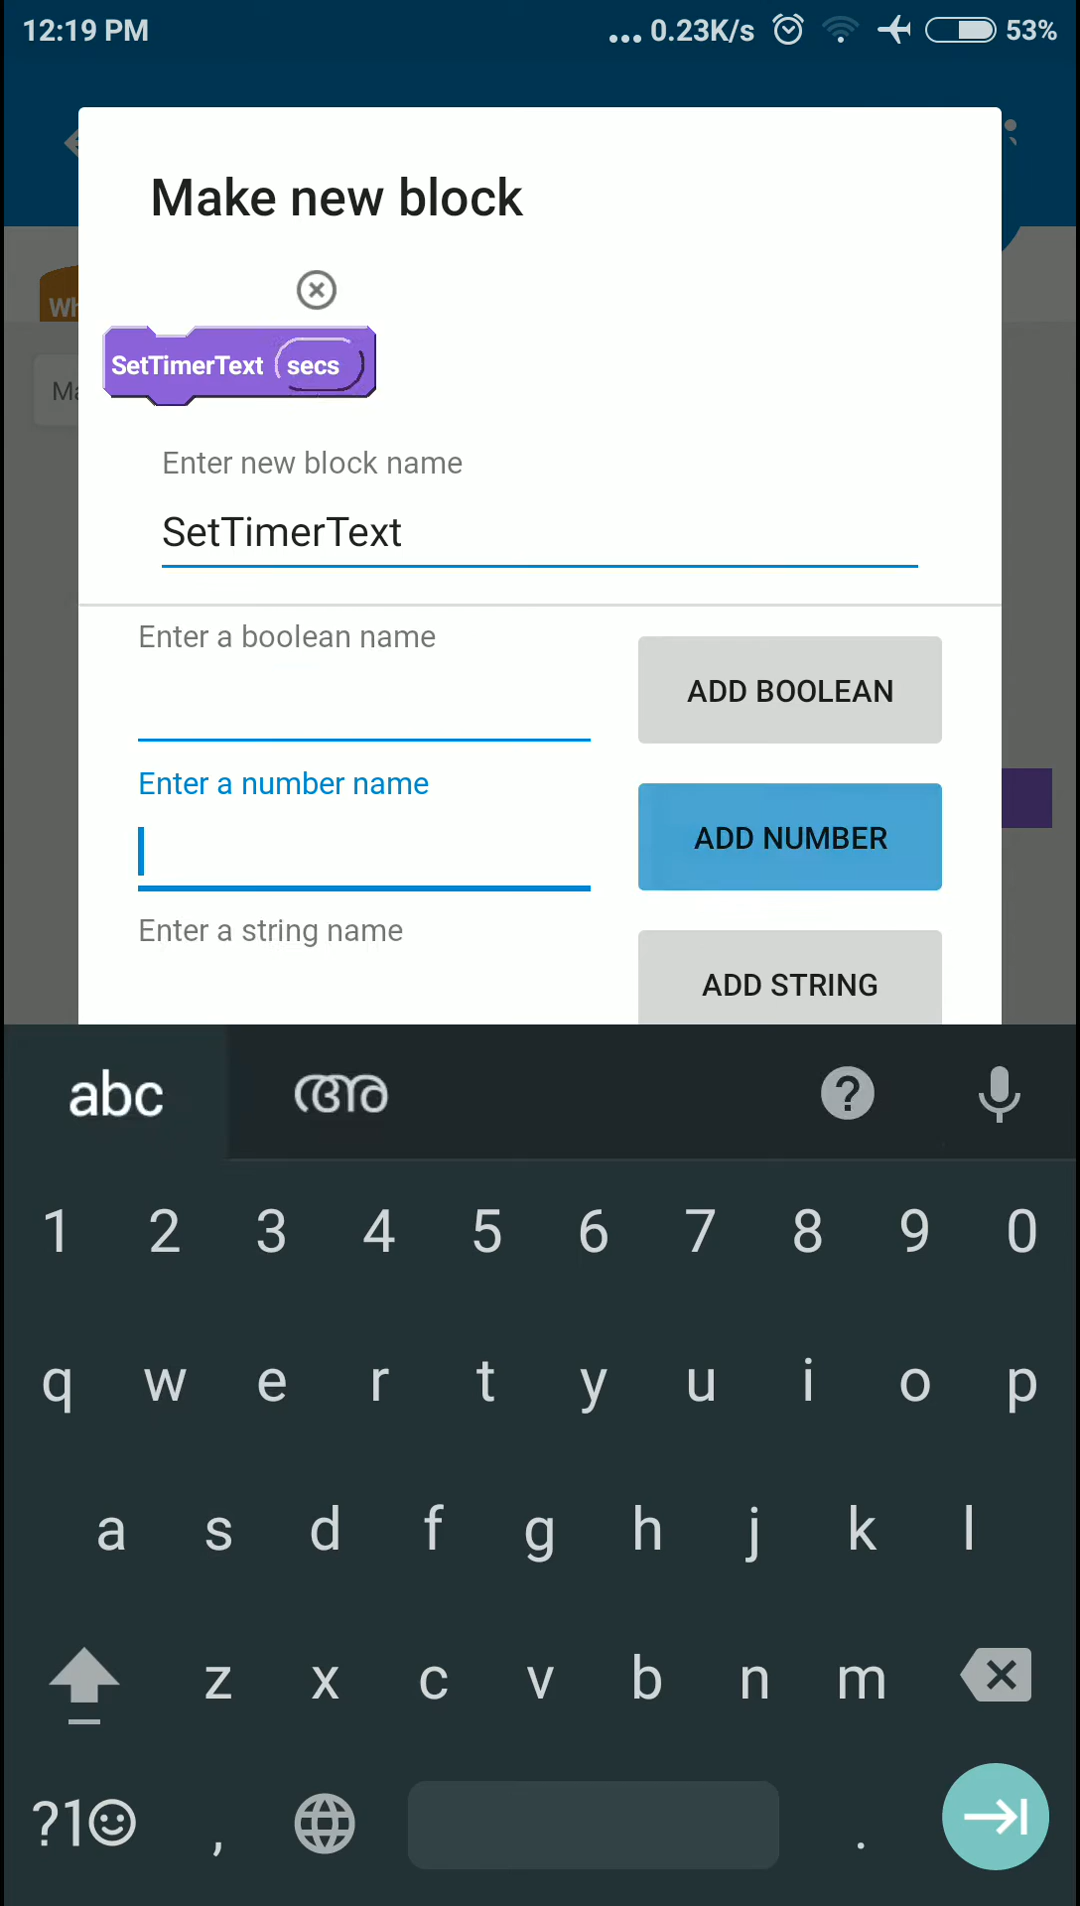 12:19 PM
... 0.23K/s 53%
Make new block
Wh
SetTimerText secs
Ma
Enter new block name
SetTimerText
Enter a boolean name
ADD BOOLEAN
Enter a number name
ADD NUMBER
Enter a string name
ADD STRING
abc അ
1 2 3 4 5 6 7 8 9 0
q w e r t y u i o p
a s d f g h j k l
z x c v b n m
?1☺ , .